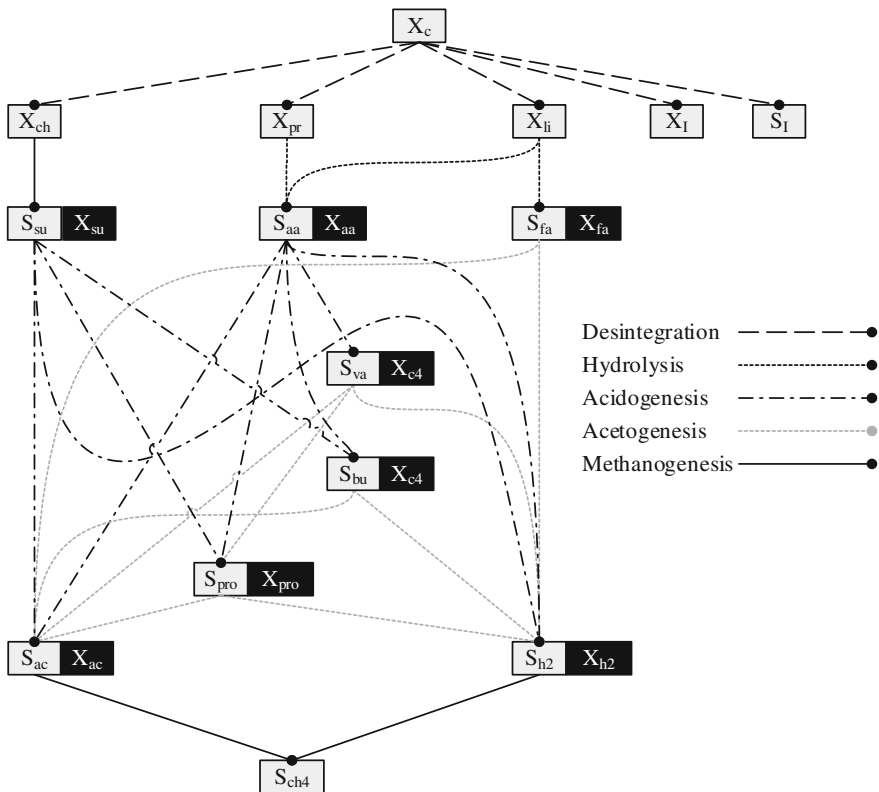 Xc
Xch Xpr Xli XI SI
Ssu Xsu Saa Xaa Sfa Xfa
Desintegration
Sva Xc4
Hydrolysis
Acidogenesis
Acetogenesis
Methanogenesis
Sbu Xc4
Spro Xpro
Sac Xac Sh2 Xh2
Sch4